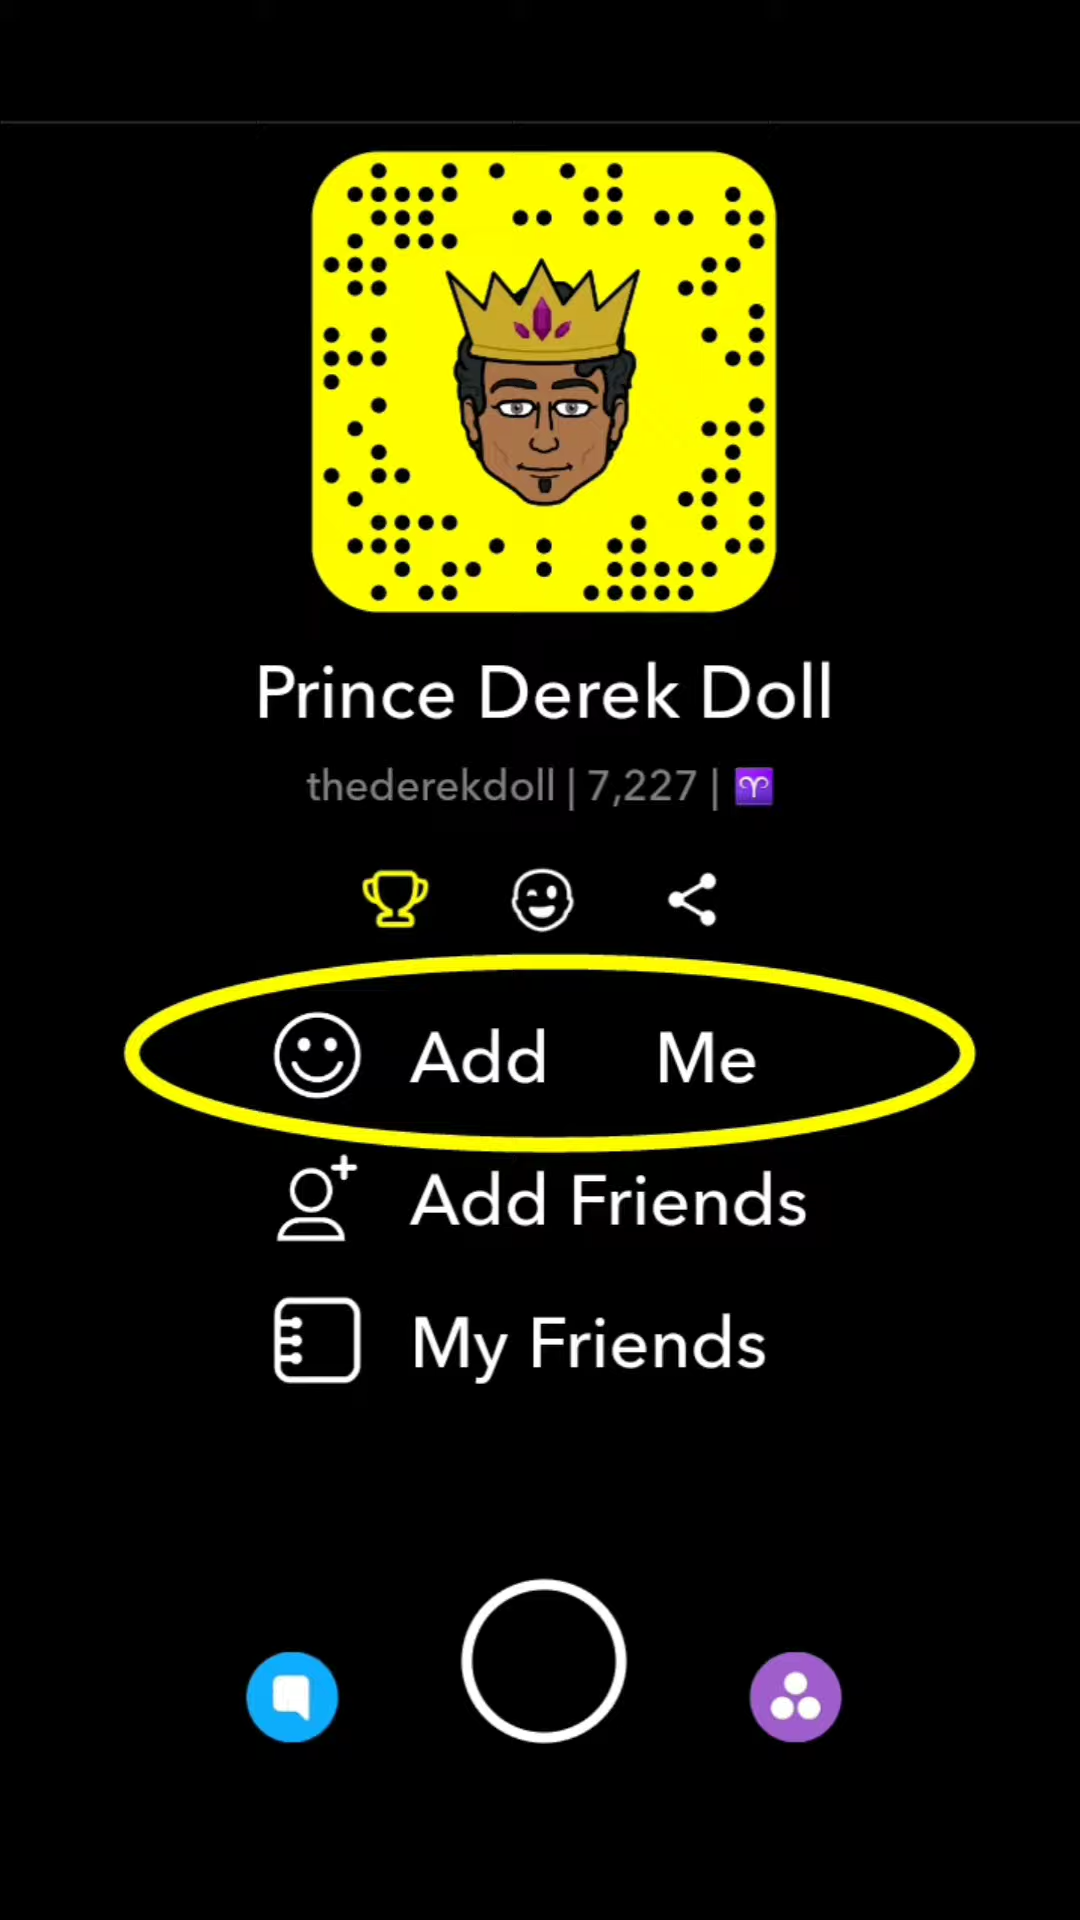 Prince Derek Doll
thederekdoll | 7,227 | ♈
Add Me
Add Friends
My Friends